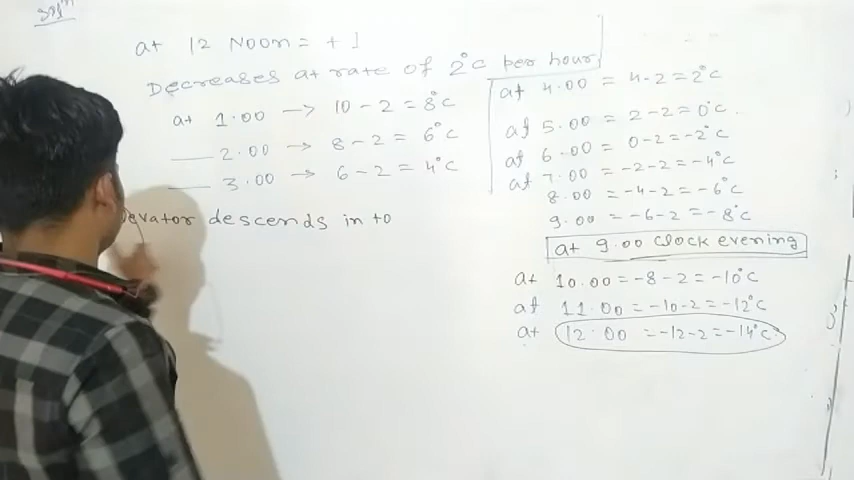 at 12 Noon = + 1
Decreases at rate of 2°C per hour
at 1.00 -> 10 - 2 = 8°C
___ 2.00 -> 8 - 2 = 6°C
___ 3.00 -> 6 - 2 = 4°C
evator descends in to
at 4.00 = 4-2 = 2°C
at 5.00 = 2-2 = 0°C
at 6.00 = 0-2 = -2°C
at 7.00 = -2-2 = -4°C
8.00 = -4-2 = -6°C
9.00 = -6-2 = -8°C
at 9.00 clock evening
at 10.00 = -8-2 = -10°C
at 11.00 = -10-2 = -12°C
at 12.00 = -12-2 = -14°C